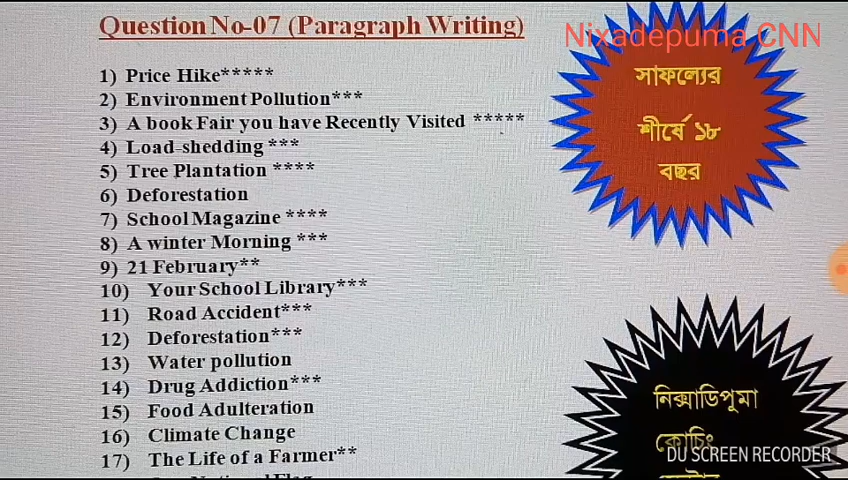 Question No-07 (Paragraph Writing)
Nixadepuma CNN
1) Price Hike*****
2) Environment Pollution***
3) A book Fair you have Recently Visited *****
4) Load-shedding ***
5) Tree Plantation ****
6) Deforestation
7) School Magazine ****
8) A winter Morning ***
9) 21 February**
10) Your School Library***
11) Road Accident***
12) Deforestation***
13) Water pollution
14) Drug Addiction***
15) Food Adulteration
16) Climate Change
17) The Life of a Farmer**
সাফল্যের
শীর্ষে ১৮
বছর
নিক্সাডিপুমা
কোচিং
DU SCREEN RECORDER